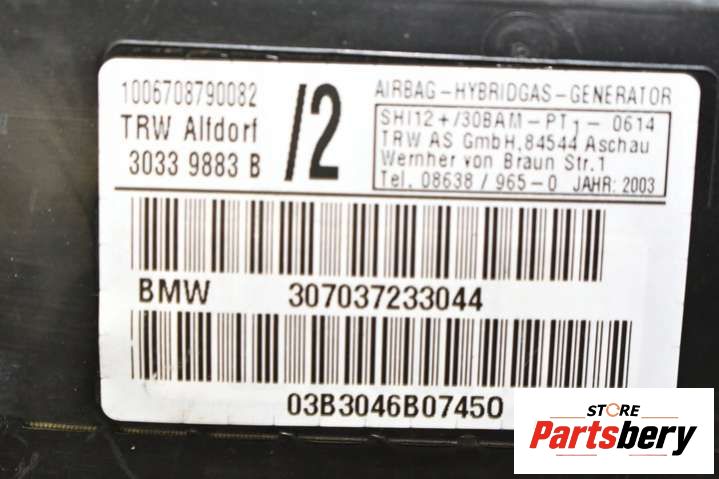 1006708790082
TRW Alfdorf
3033 9883 B
/2
AIRBAG-HYBRIDGAS-GENERATOR
SHI12+/30BAM-PT1-0614
TRW AS GmbH,84544 Aschau
Wernher von Braun Str.1
Tel. 08638/965-0 JAHR: 2003
BMW 307037233044
03B3046B07450
STORE
Partsbery